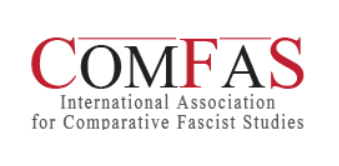 COMFAS
International Association
for Comparative Fascist Studies